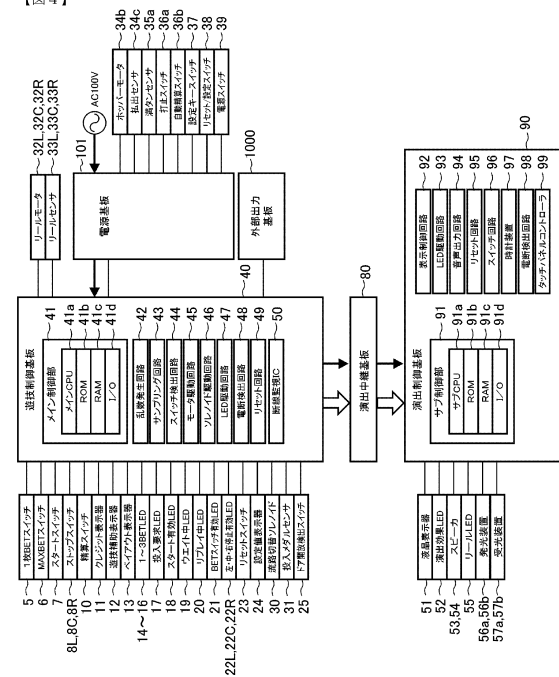 【図4】
5 1枚BETスイッチ
6 MAXBETスイッチ
7 スタートスイッチ
8L,8C,8R ストップスイッチ
10 精算スイッチ
11 クレジット表示器
12 遊技補助表示器
13 ペイアウト表示器
14～16 1～3BETLED
17 投入要求LED
18 スタート有効LED
19 ウエイト中LED
20 リプレイ中LED
21 BETスイッチ有効LED
22L,22C,22R 左・中・右停止有効LED
23 リセットスイッチ
24 設定値表示器
30 流路切替ソレノイド
31 投入メダルセンサ
25 ドア開放検出スイッチ
遊技制御基板
40
メイン制御部 41
メインCPU 41a
ROM 41b
RAM 41c
I/O 41d
乱数発生回路 42
サンプリング回路 43
スイッチ検出回路 44
モータ駆動回路 45
ソレノイド駆動回路 46
LED駆動回路 47
電断検出回路 48
リセット回路 49
断線監視IC 50
リールモータ 32L,32C,32R
リールセンサ 33L,33C,33R
AC100V
101
電源基板
ホッパーモータ 34b
払出センサ 34c
満タンセンサ 35a
打止スイッチ 36a
自動精算スイッチ 36b
設定キースイッチ 37
リセット/設定スイッチ 38
電源スイッチ 39
外部出力基板 1000
演出中継基板 80
51 液晶表示器
52 演出効果LED
53,54 スピーカ
55 リールLED
56a,56b 発光装置
57a,57b 受光装置
演出制御基板
90
サブ制御部 91
サブCPU 91a
ROM 91b
RAM 91c
I/O 91d
表示制御回路 92
LED駆動回路 93
音声出力回路 94
リセット回路 95
スイッチ回路 96
時計装置 97
電断検出回路 98
タッチパネルコントローラ 99